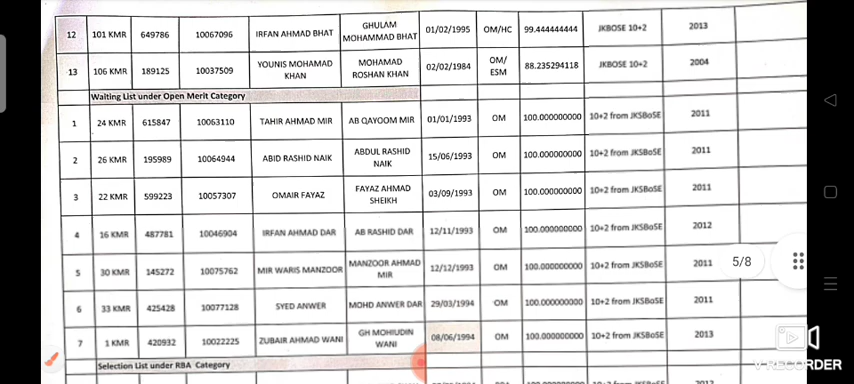 12 101 KMR 649786 10067096 IRFAN AHMAD BHAT GHULAM MOHAMMAD BHAT 01/02/1995 OM/HC 99.444444444 JKBOSE 10+2 2013
13 106 KMR 189125 10037509 YOUNIS MOHAMAD KHAN MOHAMAD ROSHAN KHAN 02/02/1984 OM/ ESM 88.235294118 JKBOSE 10+2 2004
Waiting List under Open Merit Category
1 24 KMR 615847 10063110 TAHIR AHMAD MIR AB QAYOOM MIR 01/01/1993 OM 100.000000000 10+2 from JKSBoSE 2011
2 26 KMR 195989 10064944 ABID RASHID NAIK ABDUL RASHID NAIK 15/06/1993 OM 100.000000000 10+2 from JKSBoSE 2011
3 22 KMR 599223 10057307 OMAIR FAYAZ FAYAZ AHMAD SHEIKH 03/09/1993 OM 100.000000000 10+2 from JKSBoSE 2011
4 16 KMR 487781 10046904 IRFAN AHMAD DAR AB RASHID DAR 12/11/1993 OM 100.000000000 10+2 from JKSBoSE 2012
5 30 KMR 145272 10075762 MIR WARIS MANZOOR MANZOOR AHMAD MIR 12/12/1993 OM 100.000000000 10+2 from JKSBoSE 2011
5/8
6 33 KMR 425428 10077128 SYED ANWER MOHD ANWER DAR 29/03/1994 OM 100.000000000 10+2 from JKSBoSE 2011
7 1 KMR 420932 10022225 ZUBAIR AHMAD WANI GH MOHIUDIN WANI 08/06/1994 OM 100.000000000 10+2 from JKSBoSE 2013
V RECORDER
Selection List under RBA Category